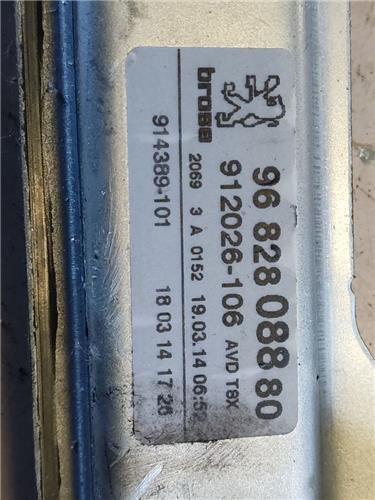 brose
96 828 088 80
912026-106 AVD T8X
2069 3 A 0152 19.03.14 06:52
914389-101 18 03 14 17 26